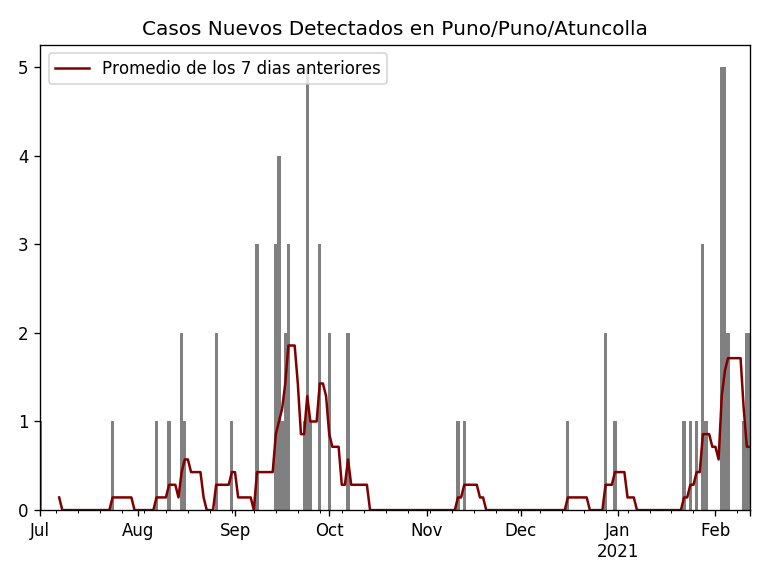 Casos Nuevos Detectados en Puno/Puno/Atuncolla
Promedio de los 7 dias anteriores
5
4
3
2
1
0
Jul Aug Sep Oct Nov Dec Jan Feb
2021